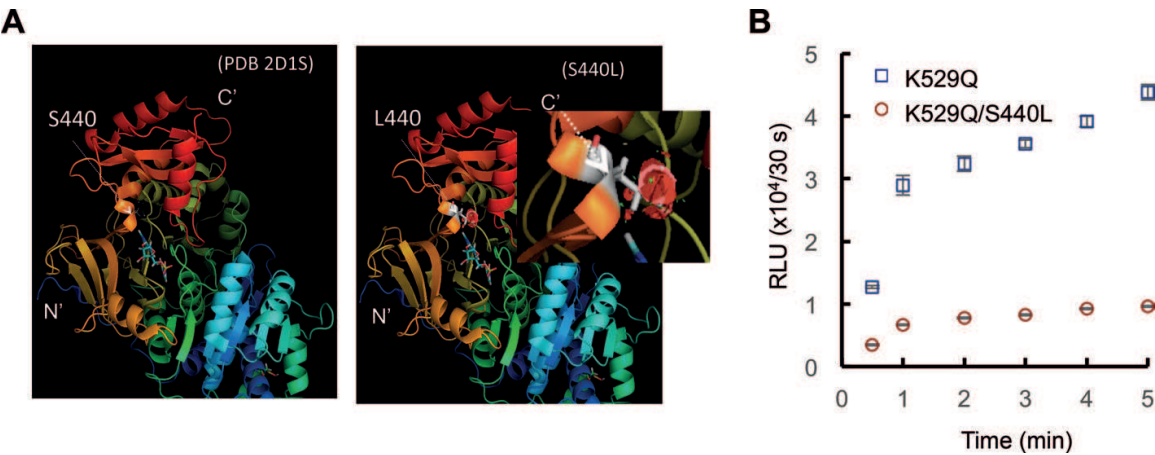 A
(PDB 2D1S)
S440
C'
N'
(S440L)
L440
C'
N'
B
RLU (x10⁴/30 s)
5
4
3
2
1
0
K529Q
K529Q/S440L
0 1 2 3 4 5
Time (min)